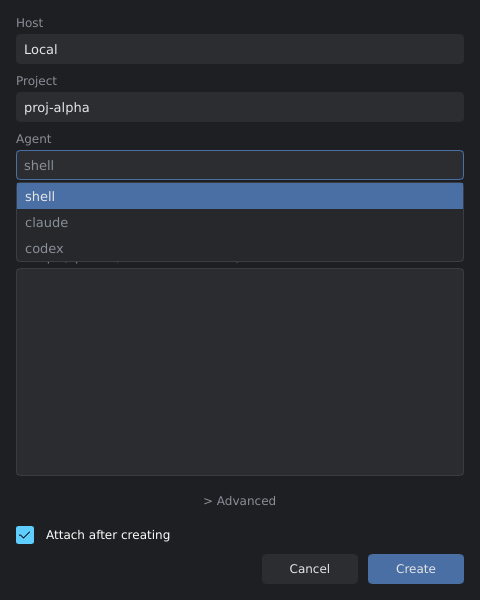 Host
Local
Project
proj-alpha
Agent
shell
shell
claude
codex
> Advanced
Attach after creating
Cancel
Create